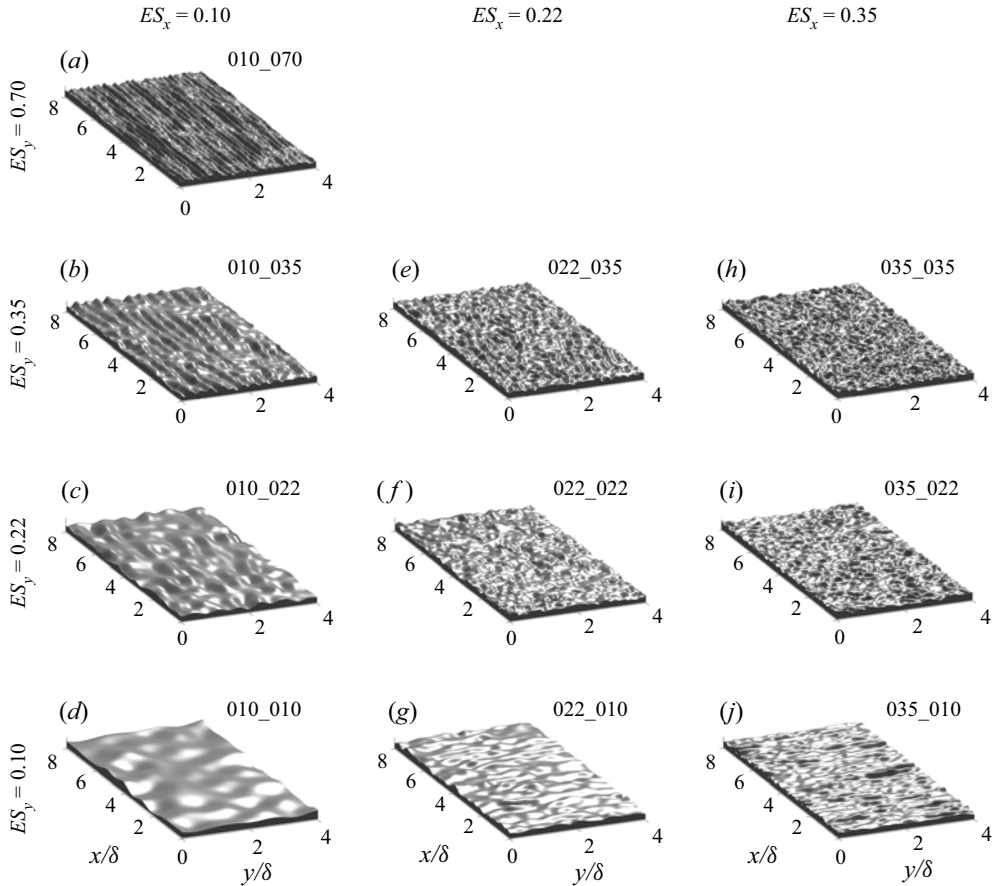 ES_x = 0.10 ES_x = 0.22 ES_x = 0.35
ES_y = 0.70
(a) 010_070
8 6 4 2 0 2 4
ES_y = 0.35
(b) 010_035
8 6 4 2 0 2 4
(e) 022_035
8 6 4 2 0 2 4
(h) 035_035
8 6 4 2 0 2 4
ES_y = 0.22
(c) 010_022
8 6 4 2 0 2 4
(f) 022_022
8 6 4 2 0 2 4
(i) 035_022
8 6 4 2 0 2 4
ES_y = 0.10
(d) 010_010
8 6 4 2 0 2 4
x/δ y/δ
(g) 022_010
8 6 4 2 0 2 4
x/δ y/δ
(j) 035_010
8 6 4 2 0 2 4
x/δ y/δ